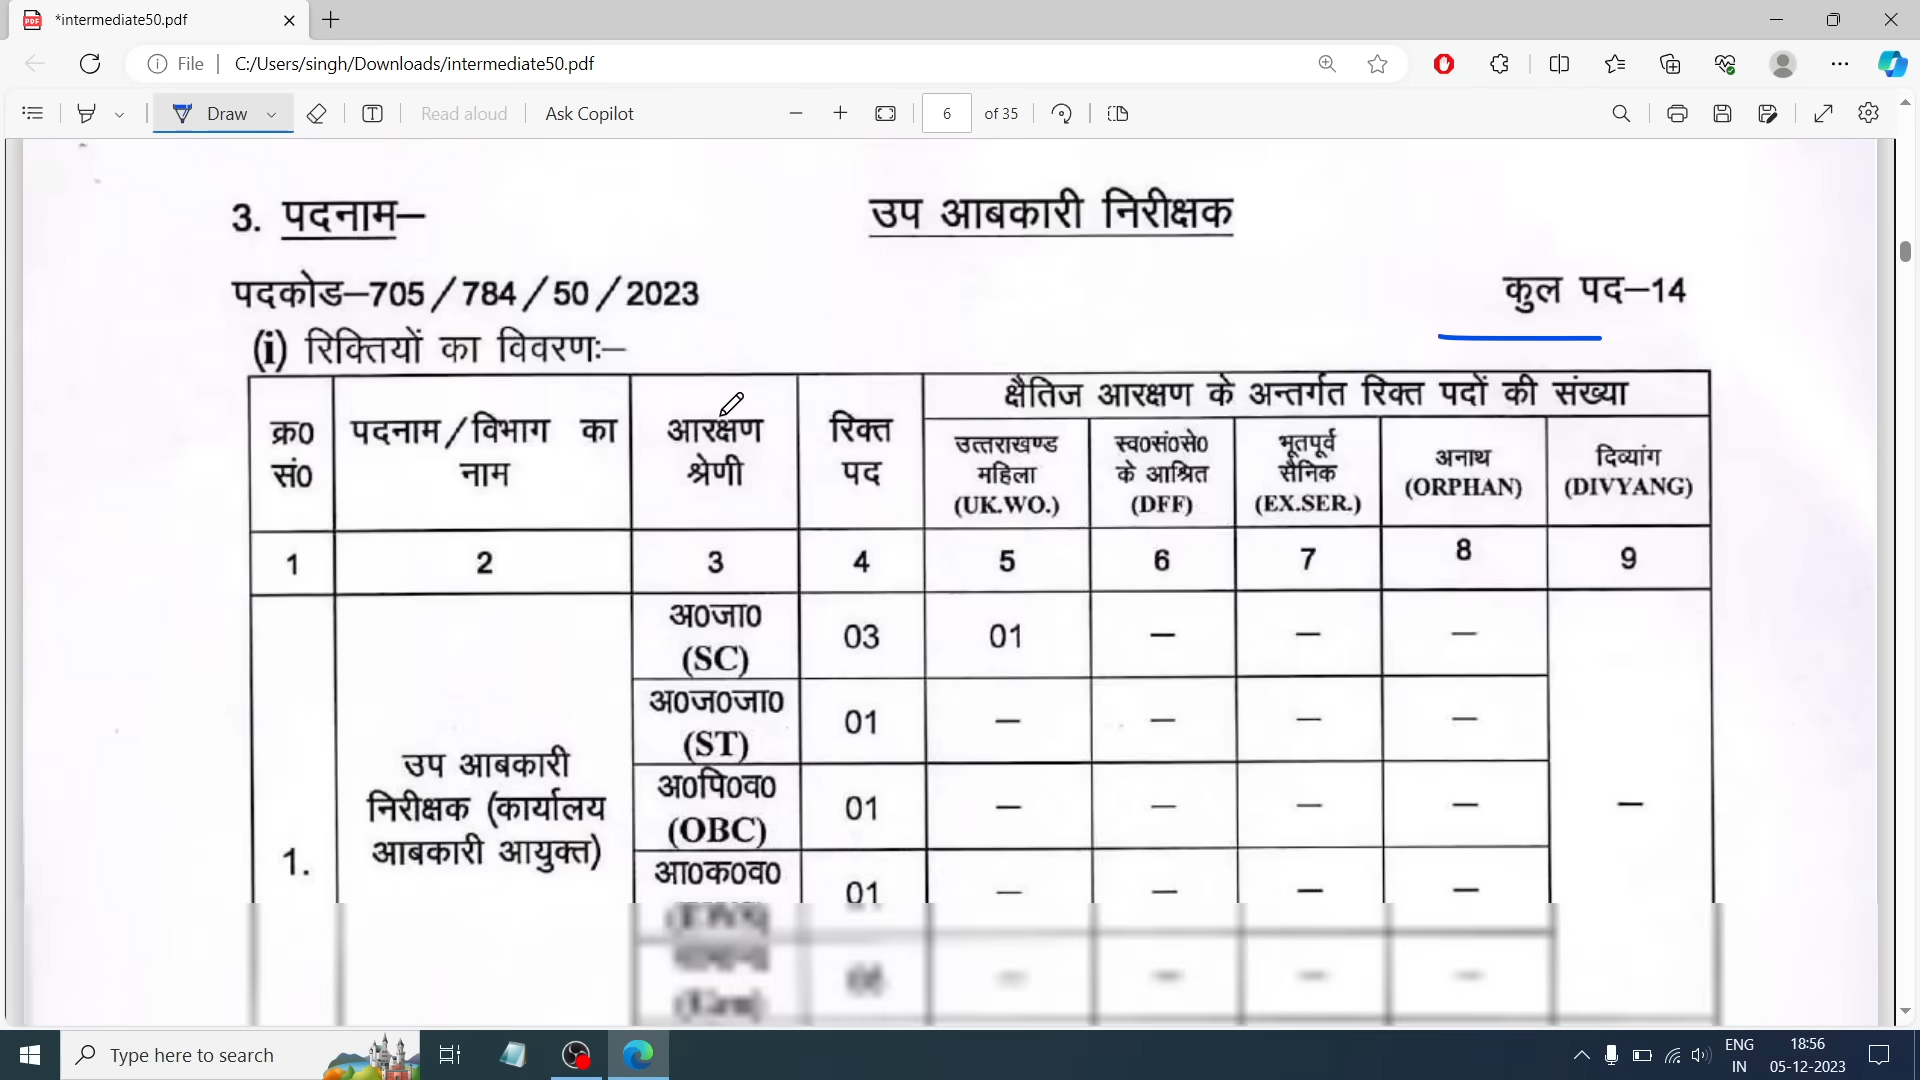 *intermediate50.pdf
File
C:/Users/singh/Downloads/intermediate50.pdf
Draw
Read aloud
Ask Copilot
6 of 35
3. पदनाम– उप आबकारी निरीक्षक
पदकोड–705/784/50/2023 कुल पद–14
(i) रिक्तियों का विवरणः–
क्र0 सं0
पदनाम/विभाग का नाम
आरक्षण श्रेणी
रिक्त पद
क्षैतिज आरक्षण के अन्तर्गत रिक्त पदों की संख्या
उत्तराखण्ड महिला (UK.WO.)
स्व0सं0से0 के आश्रित (DFF)
भूतपूर्व सैनिक (EX.SER.)
अनाथ (ORPHAN)
दिव्यांग (DIVYANG)
1 2 3 4 5 6 7 8 9
1.
उप आबकारी
निरीक्षक (कार्यालय
आबकारी आयुक्त)
अ0जा0 (SC) 03 01 – – –
अ0ज0जा0 (ST) 01 – – – –
अ0पि0व0 (OBC) 01 – – – – –
आ0क0व0 01 – – – –
Type here to search
ENG
IN
18:56
05-12-2023